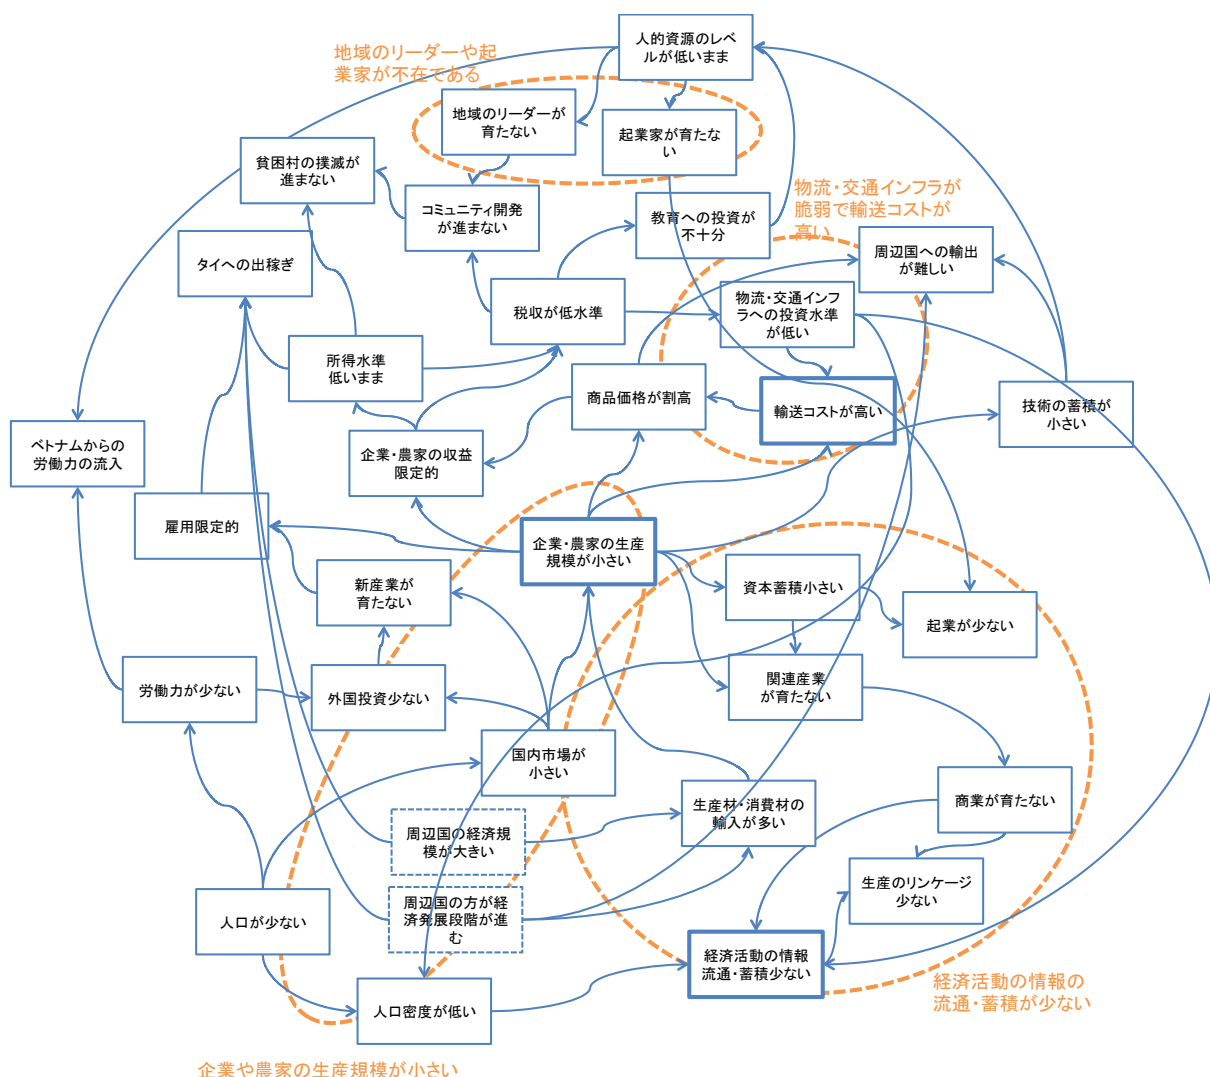 人的資源のレベ
ルが低いまま
地域のリーダーや起
業家が不在である
地域のリーダーが
育たない
起業家が育たな
い
貧困村の撲滅が
進まない
コミュニティ開発
が進まない
教育への投資が
不十分
物流・交通インフラが
脆弱で輸送コストが
高い
周辺国への輸出
が難しい
タイへの出稼ぎ
税収が低水準
物流・交通インフ
ラへの投資水準
が低い
所得水準
低いまま
商品価格が割高
輸送コストが高い
技術の蓄積が
小さい
ベトナムからの
労働力の流入
企業・農家の収益
限定的
雇用限定的
企業・農家の生産
規模が小さい
新産業が
育たない
資本蓄積小さい
起業が少ない
労働力が少ない
外国投資少ない
関連産業
が育たない
国内市場が
小さい
生産材・消費材の
輸入が多い
商業が育たない
周辺国の経済規
模が大きい
生産のリンケージ
少ない
人口が少ない
周辺国の方が経
済発展段階が進
む
経済活動の情報
流通・蓄積少ない
経済活動の情報の
流通・蓄積が少ない
人口密度が低い
企業や農家の生産規模が小さい